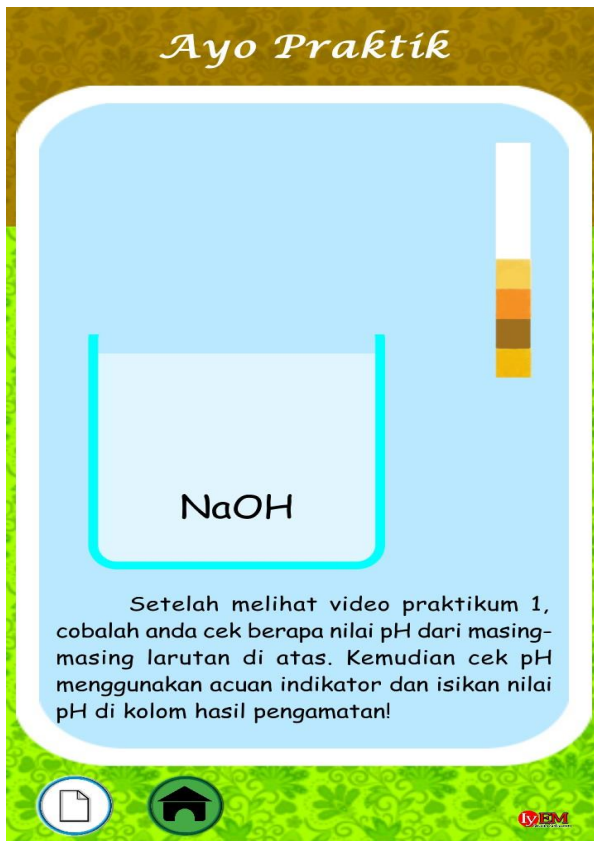 Ayo Praktik
NaOH
Setelah melihat video praktikum 1,
cobalah anda cek berapa nilai pH dari masing-
masing larutan di atas. Kemudian cek pH
menggunakan acuan indikator dan isikan nilai
pH di kolom hasil pengamatan!